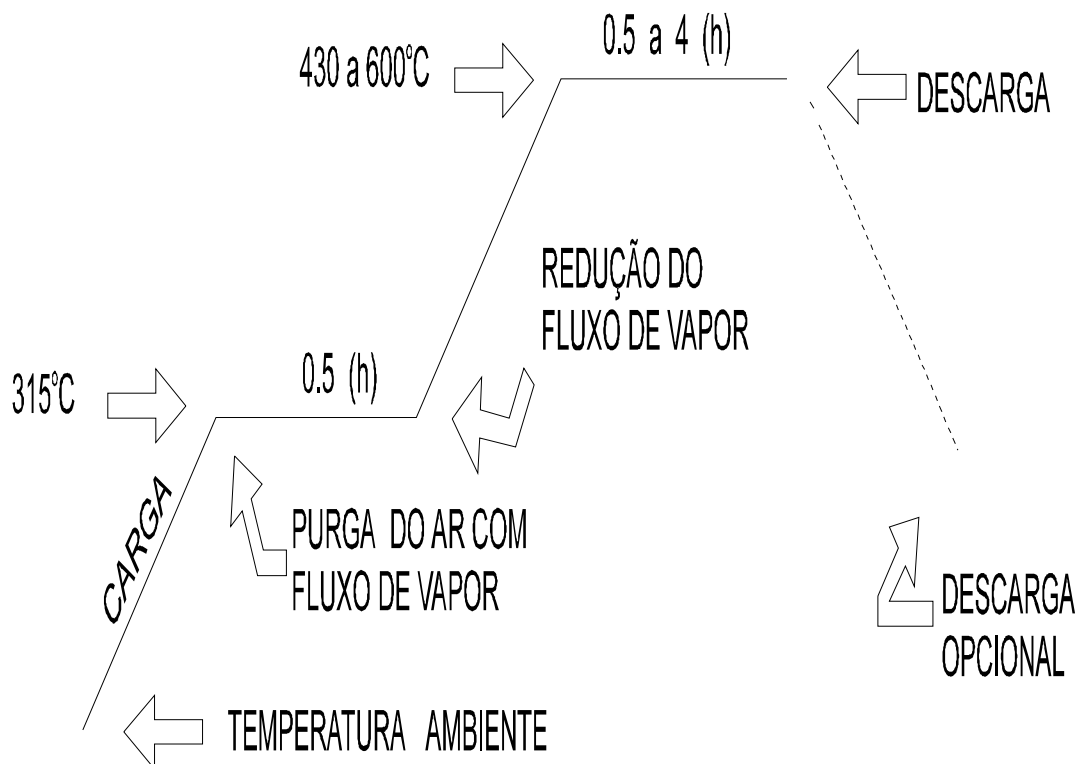 0.5 a 4 (h)
430 a 600°C
DESCARGA
REDUÇÃO DO
FLUXO DE VAPOR
0.5 (h)
315°C
CARGA
PURGA DO AR COM
FLUXO DE VAPOR
DESCARGA
OPCIONAL
TEMPERATURA AMBIENTE